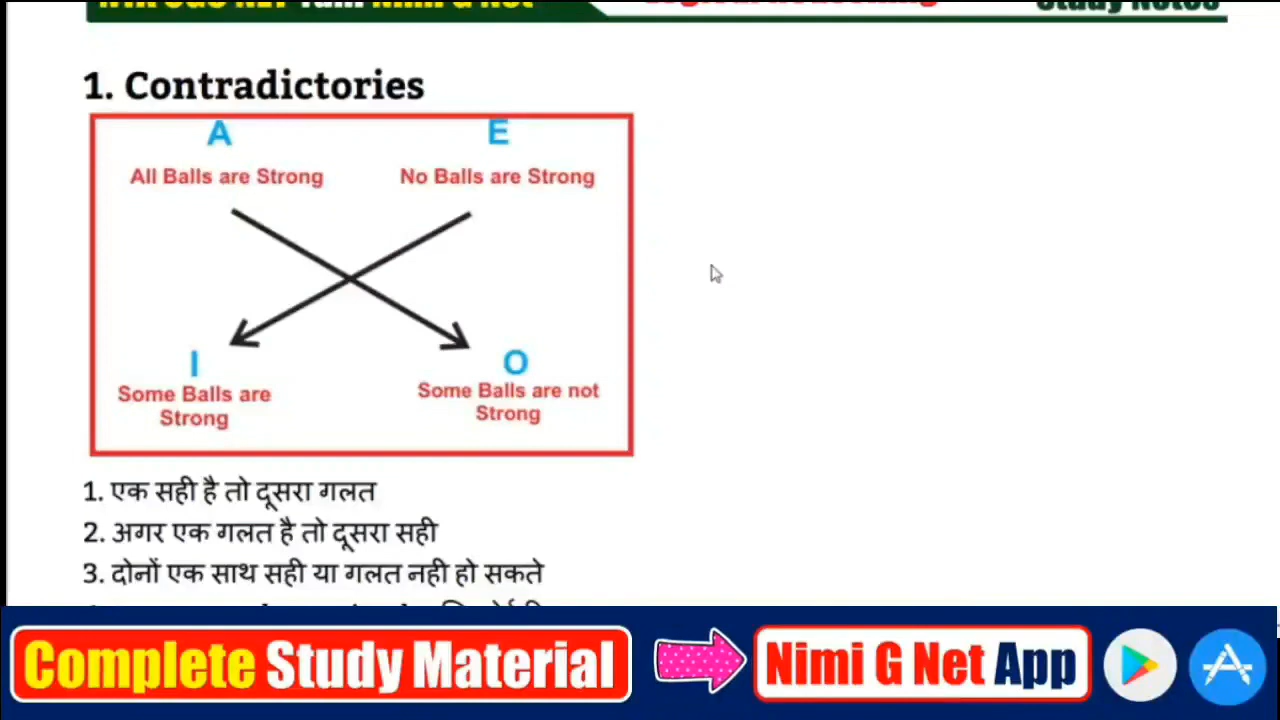 Study Notes
1. Contradictories
A
E
All Balls are Strong
No Balls are Strong
I
O
Some Balls are
Strong
Some Balls are not
Strong
1. एक सही है तो दूसरा गलत
2. अगर एक गलत है तो दूसरा सही
3. दोनों एक साथ सही या गलत नही हो सकते
Complete Study Material
Nimi G Net App